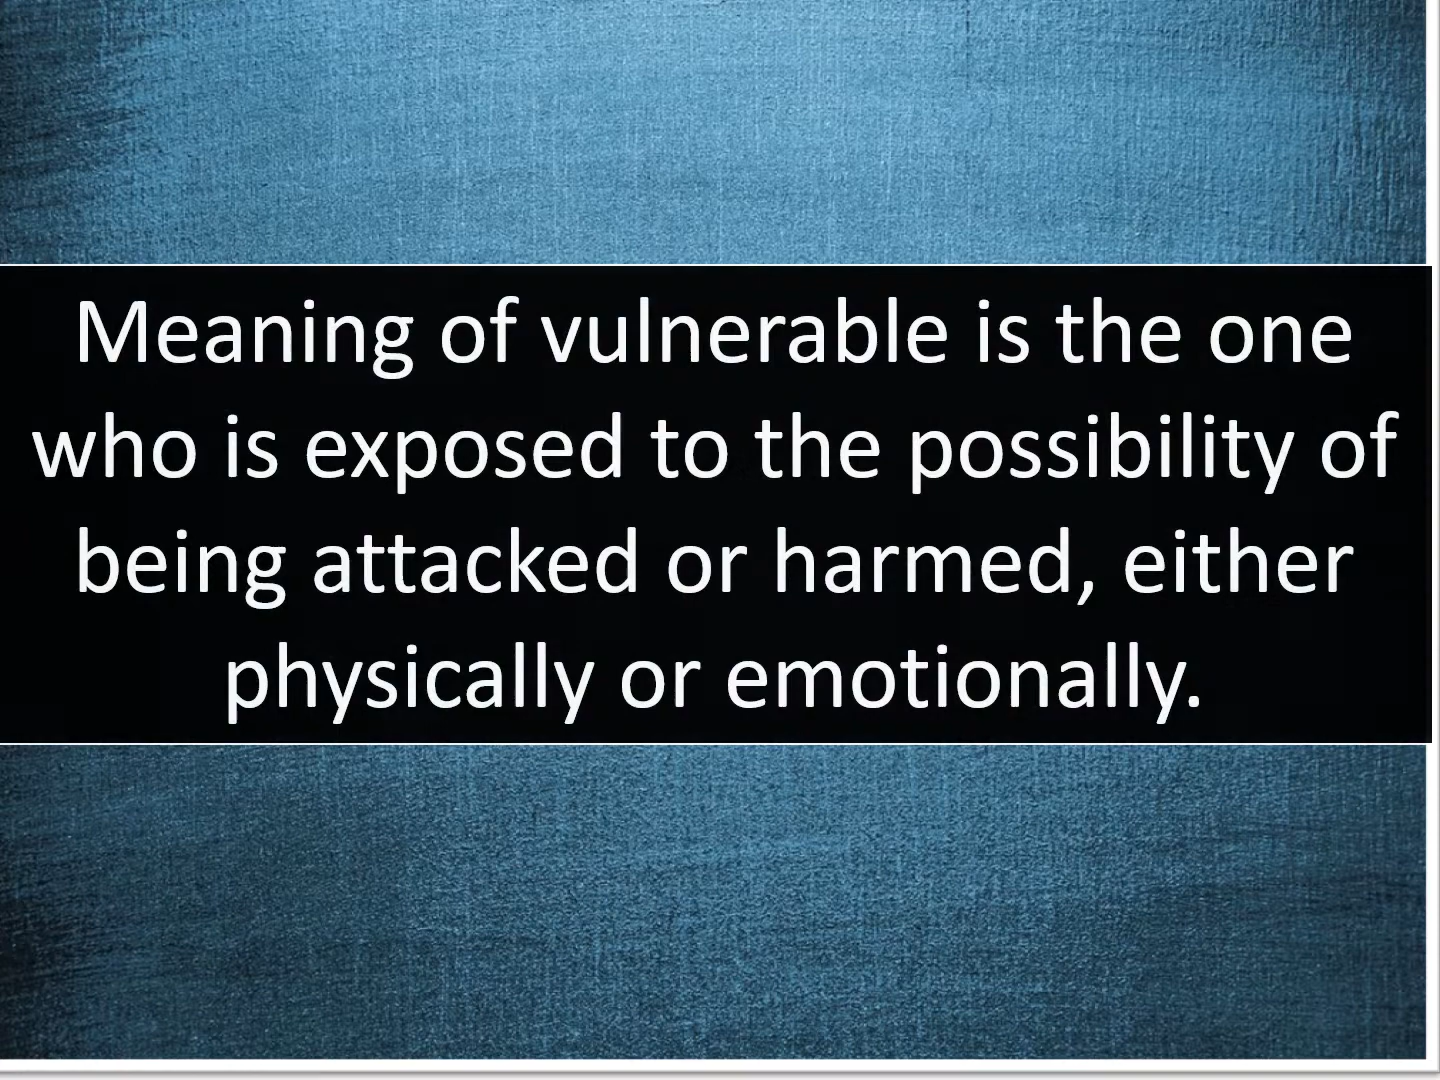 Meaning of vulnerable is the one
who is exposed to the possibility of
being attacked or harmed, either
physically or emotionally.